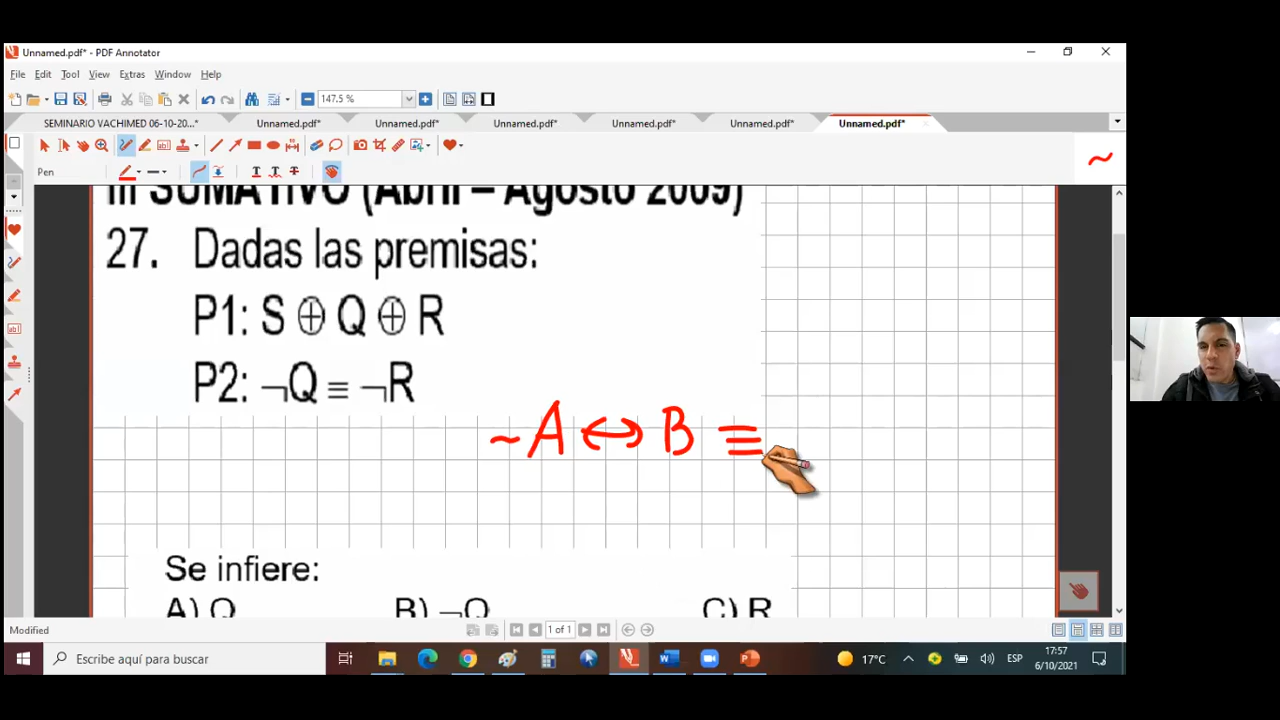 Unnamed.pdf* - PDF Annotator
File Edit Tool View Extras Window Help
147.5 %
SEMINARIO VACHIMED 06-10-20...* Unnamed.pdf* Unnamed.pdf* Unnamed.pdf* Unnamed.pdf* Unnamed.pdf* Unnamed.pdf*
Pen
III SUMATIVO (Abril – Agosto 2009)
27. Dadas las premisas:
P1: S ⊕ Q ⊕ R
P2: ¬Q ≡ ¬R
~A ↔ B ≡
Se infiere:
A) Q B) ¬Q C) R
Modified 1 of 1
Escribe aquí para buscar 17°C ESP 17:57
6/10/2021